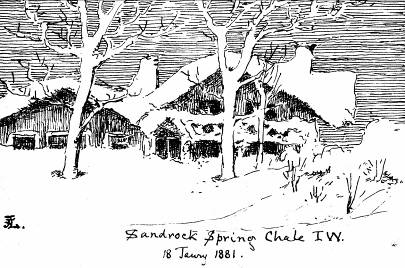 Sandrock Spring Chale I W.
18 Jany 1881.